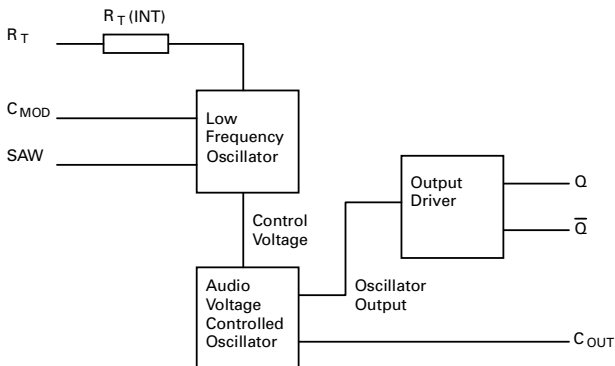 R T (INT)
R T
C MOD
SAW
Low
Frequency
Oscillator
Control
Voltage
Output
Driver
Q
Q̅
Audio
Voltage
Controlled
Oscillator
Oscillator
Output
C OUT